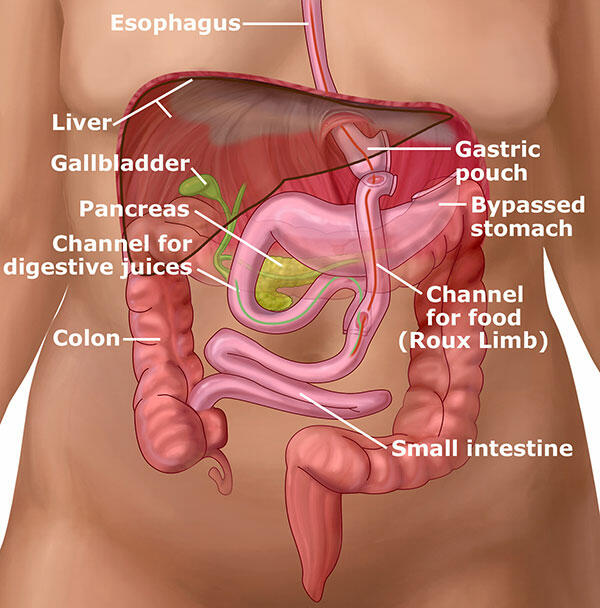 Esophagus
Liver
Gallbladder
Pancreas
Channel for
digestive juices
Colon
Gastric
pouch
Bypassed
stomach
Channel
for food
(Roux Limb)
Small intestine